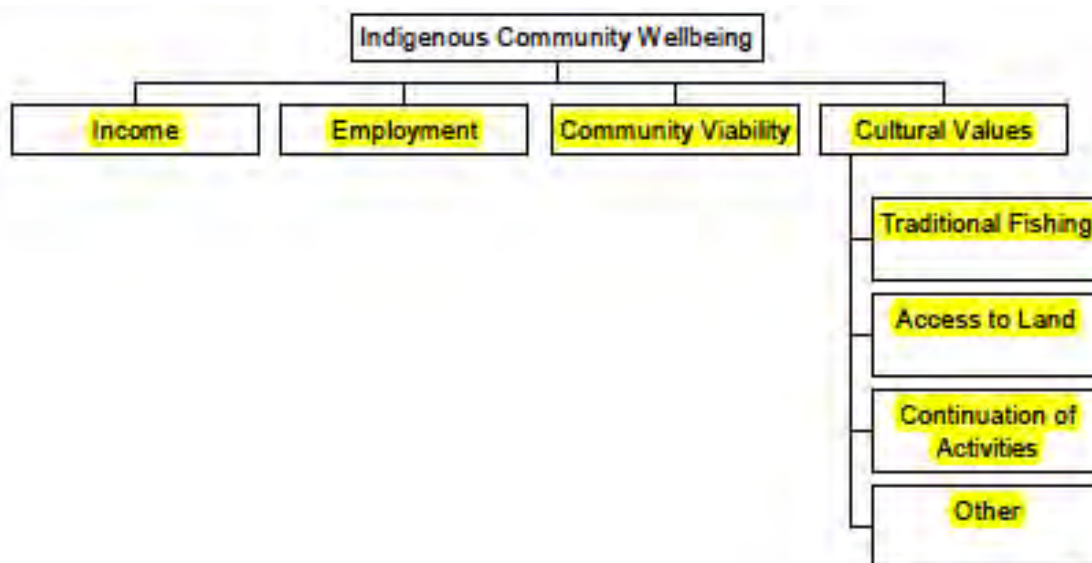 Indigenous Community Wellbeing
Income
Employment
Community Viability
Cultural Values
Traditional Fishing
Access to Land
Continuation of
Activities
Other